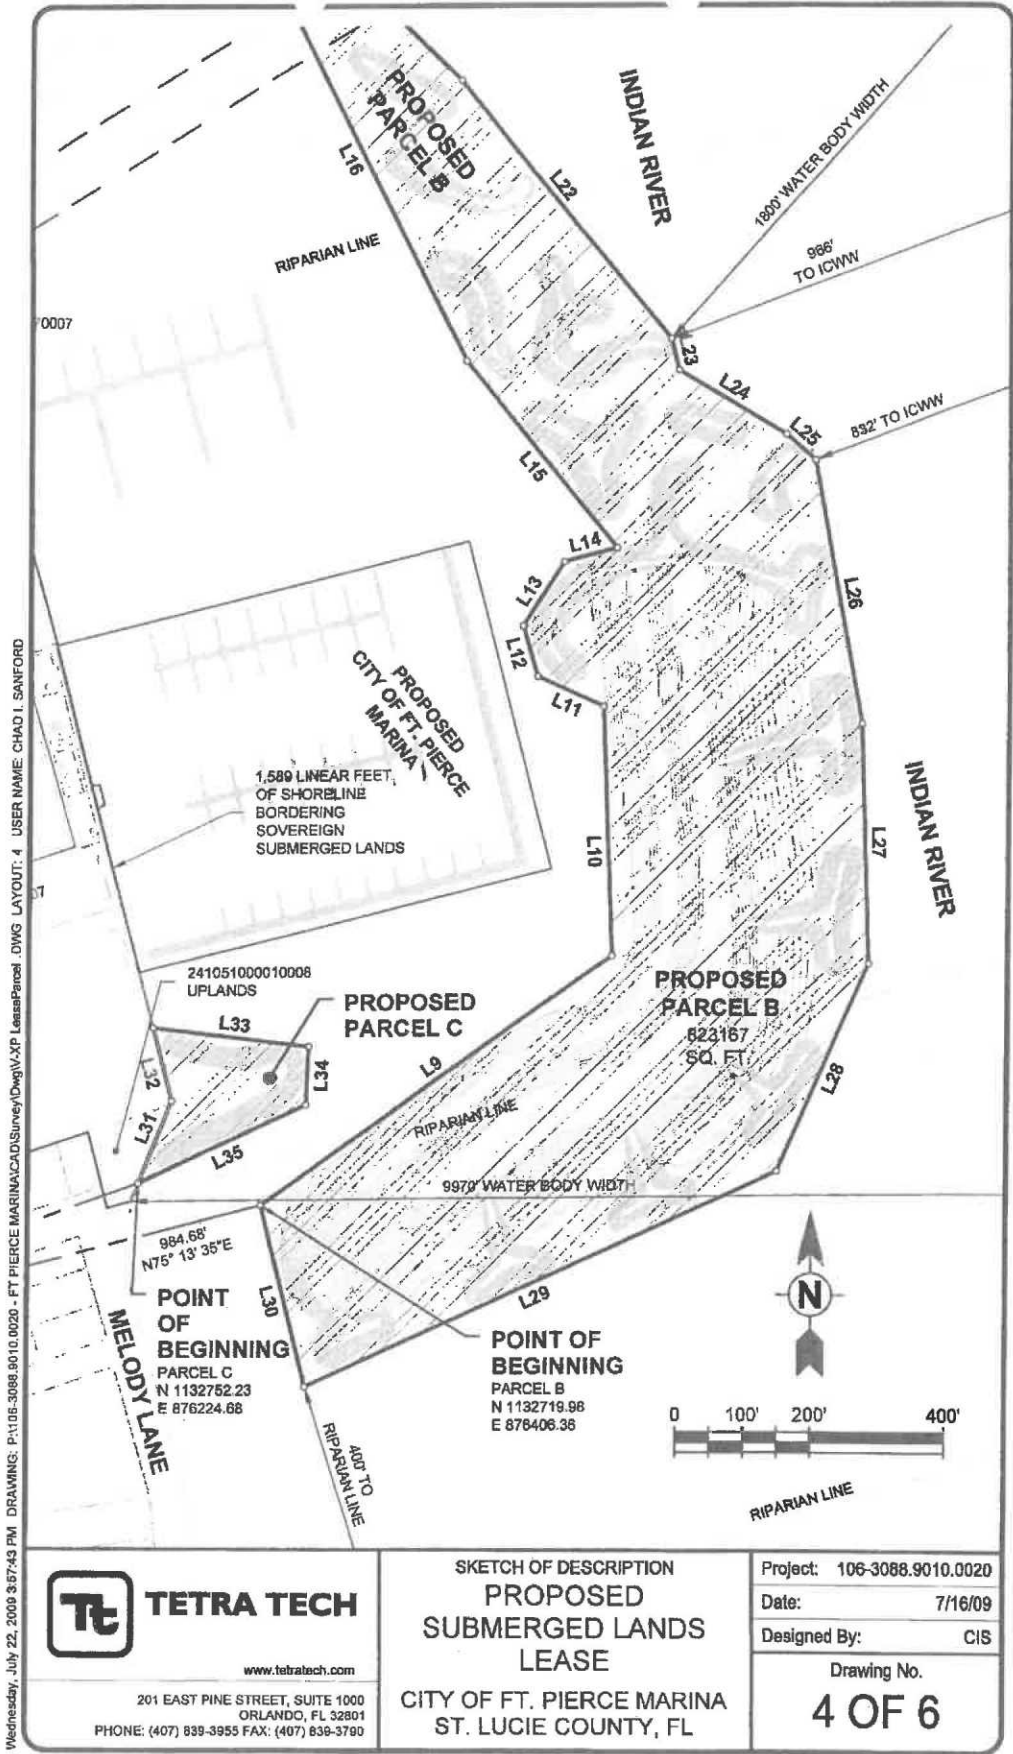 PROPOSED
PARCEL B
INDIAN RIVER
1800' WATER BODY WIDTH
L16
L22
966'
TO ICWW
RIPARIAN LINE
0007
L23
L24
L25
832' TO ICWW
L15
L14
L13
L26
L12
L11
PROPOSED
CITY OF FT. PIERCE
MARINA
1,589 LINEAR FEET
OF SHORELINE
BORDERING
SOVEREIGN
SUBMERGED LANDS
L10
L27
INDIAN RIVER
07
241051000010008
UPLANDS
PROPOSED
PARCEL C
PROPOSED
PARCEL B
823167
SQ. FT.
L33
L32
L34
L9
L28
L31
L35
RIPARIAN LINE
9970' WATER BODY WIDTH
984.68'
N75° 13' 35"E
POINT
OF
BEGINNING
PARCEL C
N 1132752.23
E 876224.68
L30
L29
MELODY LANE
POINT OF
BEGINNING
PARCEL B
N 1132719.98
E 876406.36
N
0 100' 200' 400'
400' TO
RIPARIAN LINE
RIPARIAN LINE
Wednesday, July 22, 2009 3:57:43 PM DRAWING: P:\106-3088.9010.0020 - FT PIERCE MARINA\CAD\Survey\Dwg\V-XP LeaseParcel .DWG LAYOUT: 4 USER NAME: CHAD I. SANFORD
Tt
TETRA TECH
www.tetratech.com
201 EAST PINE STREET, SUITE 1000
ORLANDO, FL 32801
PHONE: (407) 839-3955 FAX: (407) 839-3790
SKETCH OF DESCRIPTION
PROPOSED
SUBMERGED LANDS
LEASE
CITY OF FT. PIERCE MARINA
ST. LUCIE COUNTY, FL
Project: 106-3088.9010.0020
Date: 7/16/09
Designed By: CIS
Drawing No.
4 OF 6